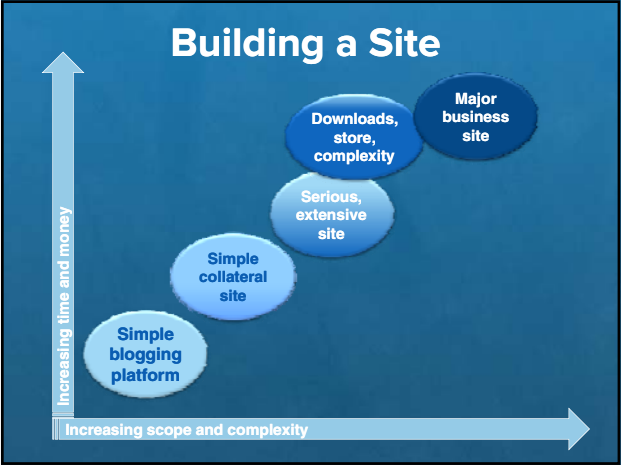 Building a Site
Major
business
site
Downloads,
store,
complexity
Serious,
extensive
site
Simple
collateral
site
Simple
blogging
platform
Increasing time and money
Increasing scope and complexity